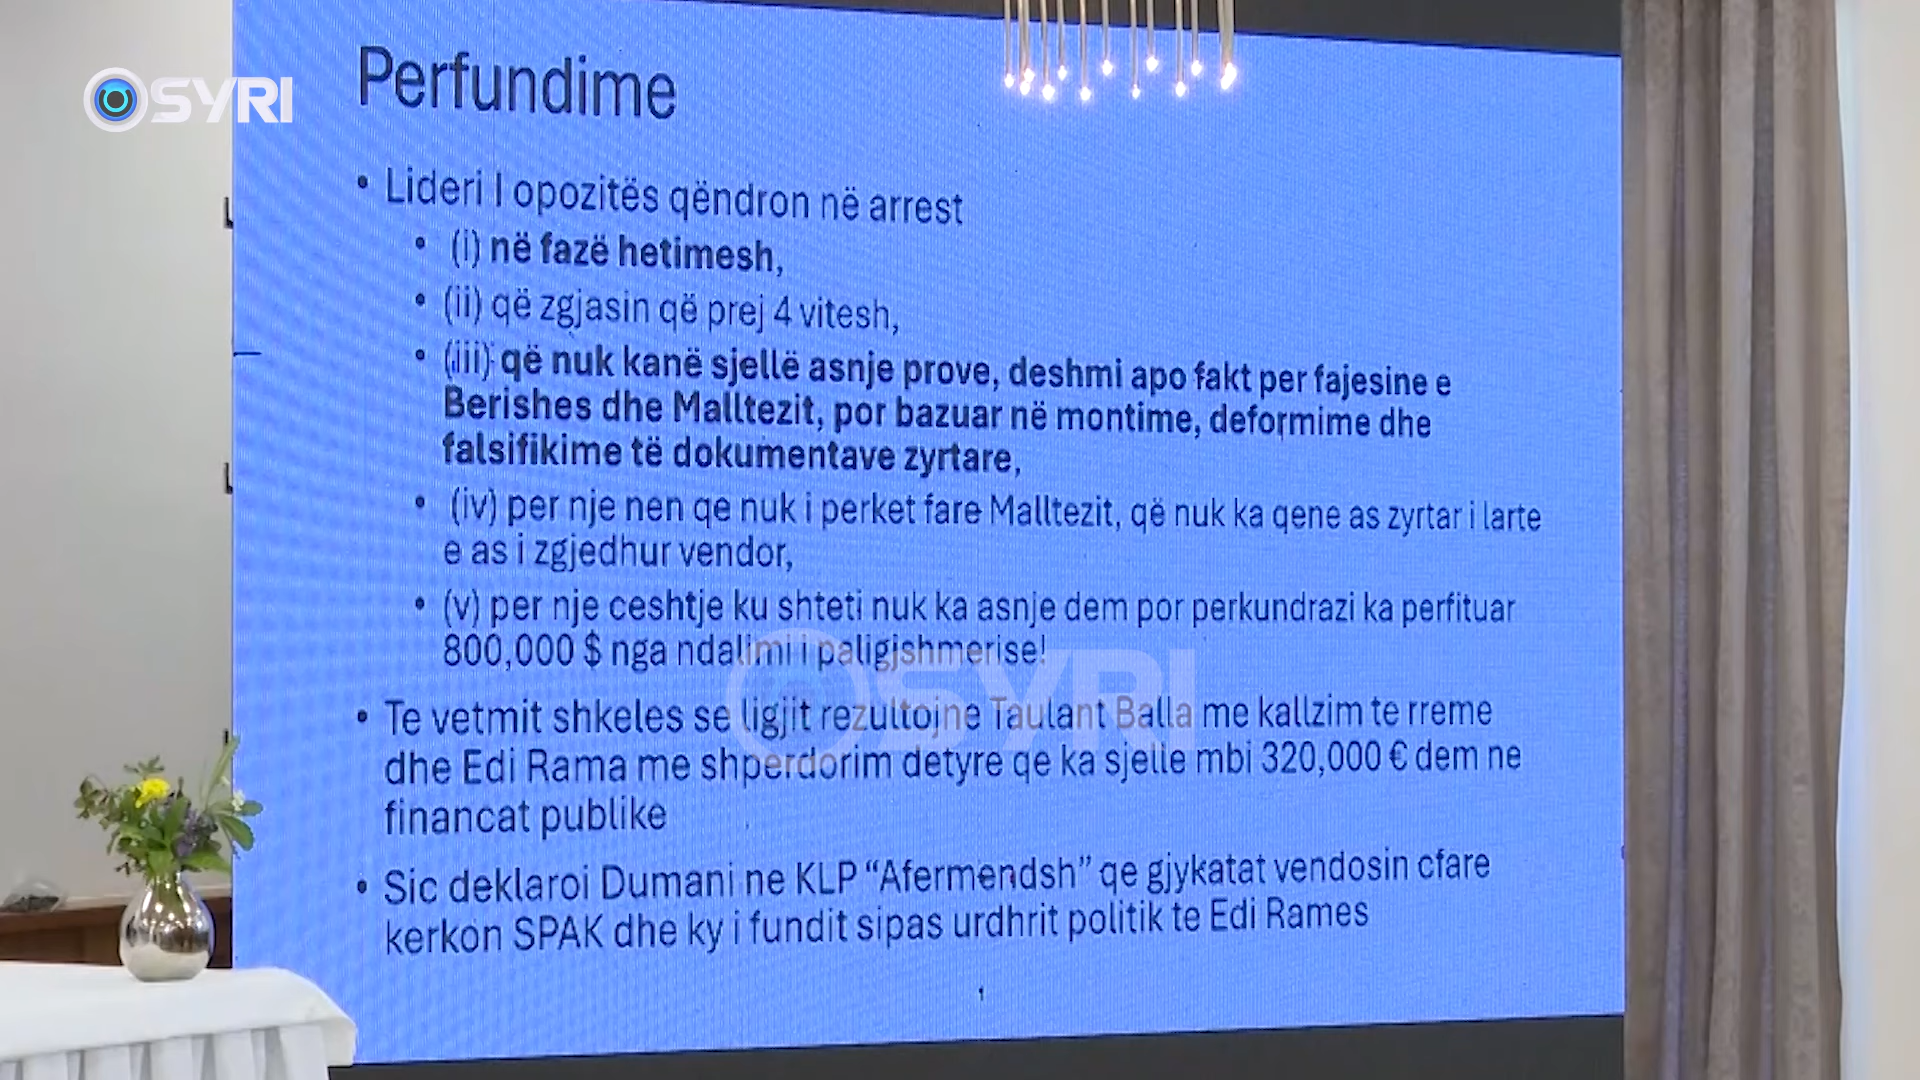 SYRI
Perfundime
• Lideri I opozitës qëndron në arrest
• (i) në fazë hetimesh,
• (ii) që zgjasin që prej 4 vitesh,
• (iii) që nuk kanë sjellë asnje prove, deshmi apo fakt per fajesine e
Berishes dhe Malltezit, por bazuar në montime, deformime dhe
falsifikime të dokumentave zyrtare,
• (iv) per nje nen qe nuk i perket fare Malltezit, që nuk ka qene as zyrtar i larte
e as i zgjedhur vendor,
• (v) per nje ceshtje ku shteti nuk ka asnje dem por perkundrazi ka perfituar
800,000 $ nga ndalimi i paligjshmerise!
SYRI
• Te vetmit shkeles se ligjit rezultojne Taulant Balla me kallzim te rreme
dhe Edi Rama me shperdorim detyre qe ka sjelle mbi 320,000 € dem ne
financat publike
• Sic deklaroi Dumani ne KLP “Afermendsh” qe gjykatat vendosin cfare
kerkon SPAK dhe ky i fundit sipas urdhrit politik te Edi Rames